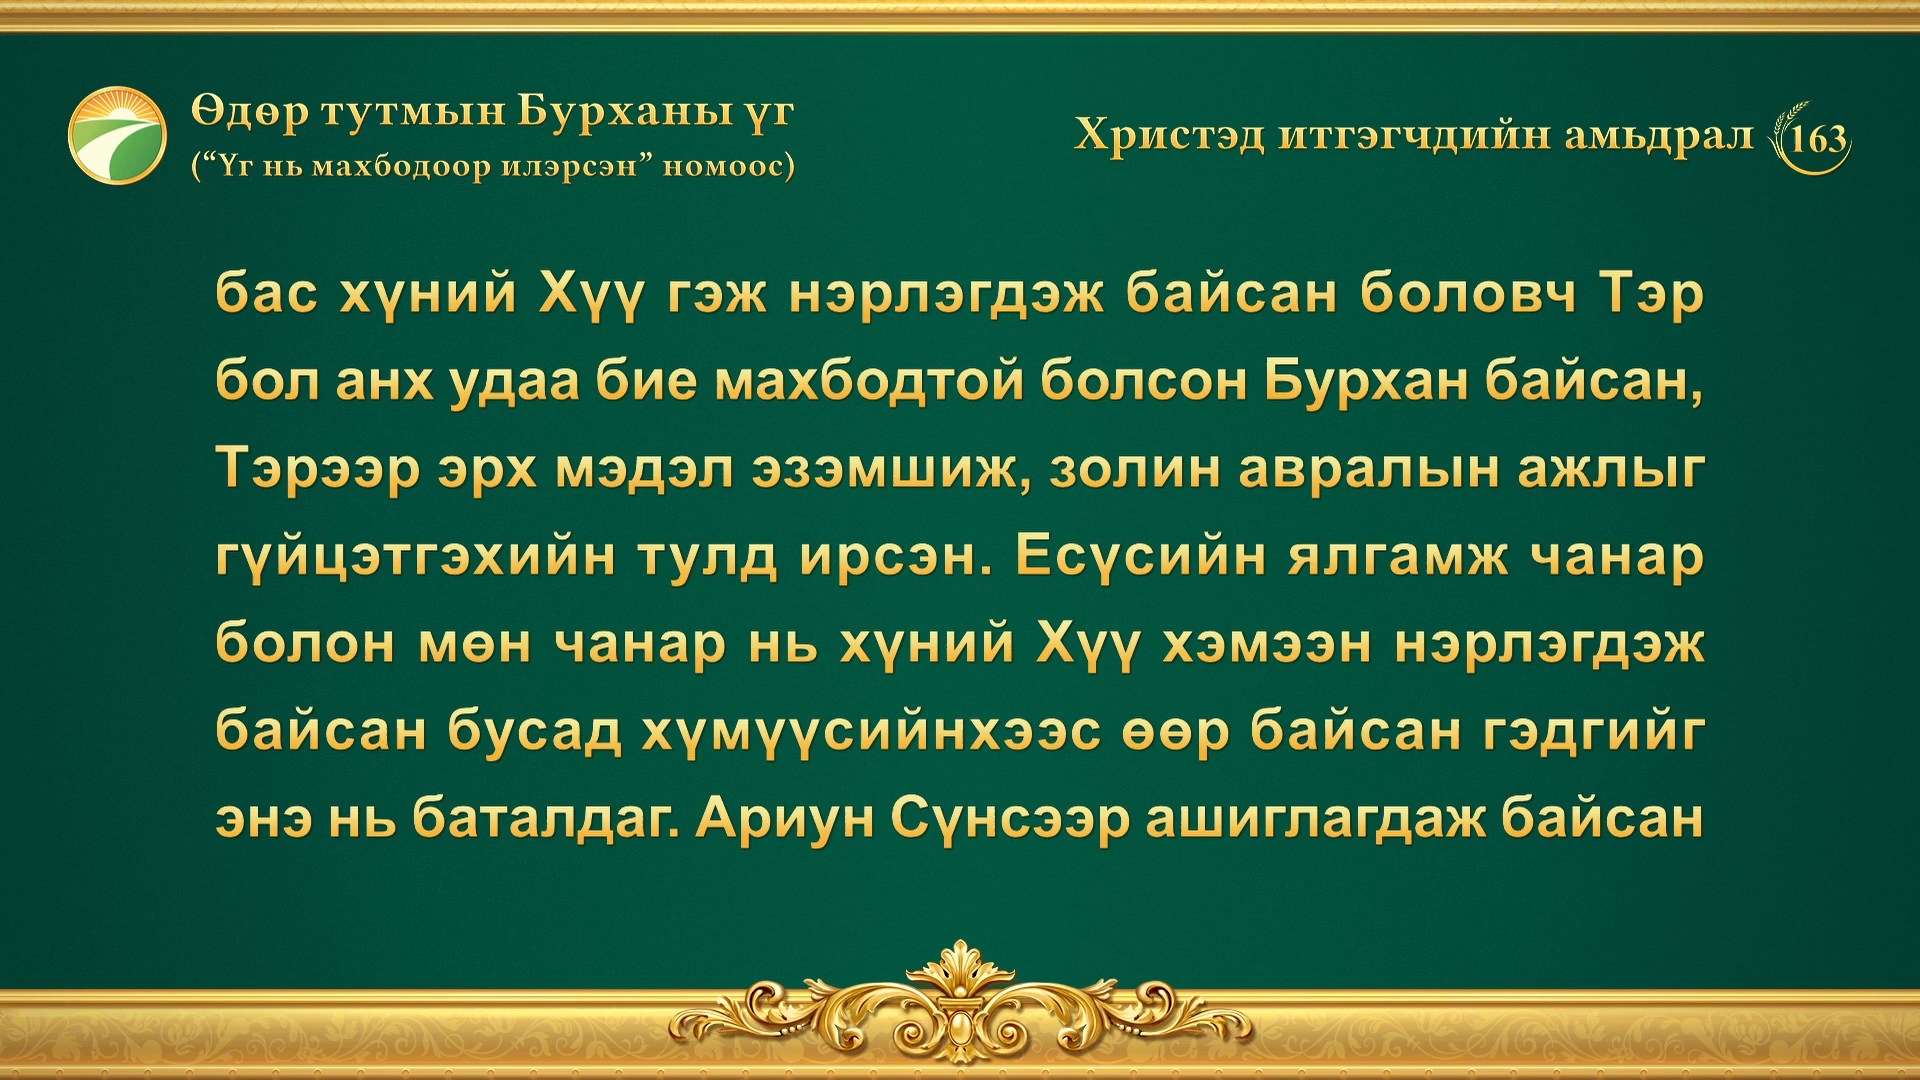 Өдөр тутмын Бурханы үг
(“Үг нь махбодоор илэрсэн” номоос)
Христэд итгэгчдийн амьдрал 163
бас хүний Хүү гэж нэрлэгдэж байсан боловч Тэр
бол анх удаа бие махбодтой болсон Бурхан байсан,
Тэрээр эрх мэдэл эзэмшиж, золин авралын ажлыг
гүйцэтгэхийн тулд ирсэн. Есүсийн ялгамж чанар
болон мөн чанар нь хүний Хүү хэмээн нэрлэгдэж
байсан бусад хүмүүсийнхээс өөр байсан гэдгийг
энэ нь баталдаг. Ариун Сүнсээр ашиглагдаж байсан